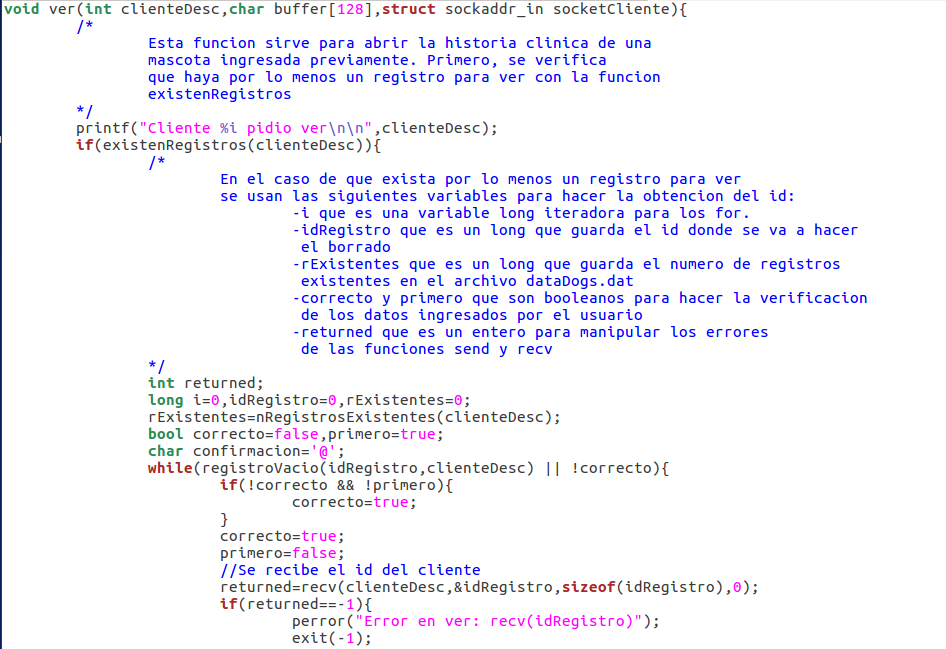 void ver(int clienteDesc,char buffer[128],struct sockaddr_in socketCliente){
/*
Esta funcion sirve para abrir la historia clinica de una
mascota ingresada previamente. Primero, se verifica
que haya por lo menos un registro para ver con la funcion
existenRegistros
*/
printf("Cliente %i pidio ver\n\n",clienteDesc);
if(existenRegistros(clienteDesc)){
/*
En el caso de que exista por lo menos un registro para ver
se usan las siguientes variables para hacer la obtencion del id:
-i que es una variable long iteradora para los for.
-idRegistro que es un long que guarda el id donde se va a hacer
el borrado
-rExistentes que es un long que guarda el numero de registros
existentes en el archivo dataDogs.dat
-correcto y primero que son booleanos para hacer la verificacion
de los datos ingresados por el usuario
-returned que es un entero para manipular los errores
de las funciones send y recv
*/
int returned;
long i=0,idRegistro=0,rExistentes=0;
rExistentes=nRegistrosExistentes(clienteDesc);
bool correcto=false,primero=true;
char confirmacion='@';
while(registroVacio(idRegistro,clienteDesc) || !correcto){
if(!correcto && !primero){
correcto=true;
}
correcto=true;
primero=false;
//Se recibe el id del cliente
returned=recv(clienteDesc,&idRegistro,sizeof(idRegistro),0);
if(returned==-1){
perror("Error en ver: recv(idRegistro)");
exit(-1);